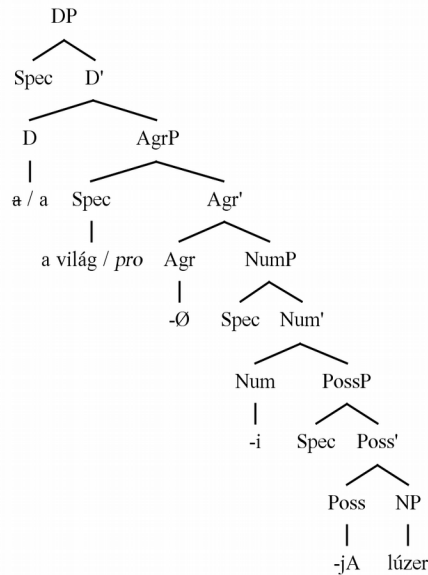 DP
Spec D'
D AgrP
a / a Spec Agr'
a világ / pro Agr NumP
-Ø Spec Num'
Num PossP
-i Spec Poss'
Poss NP
-jA lúzer